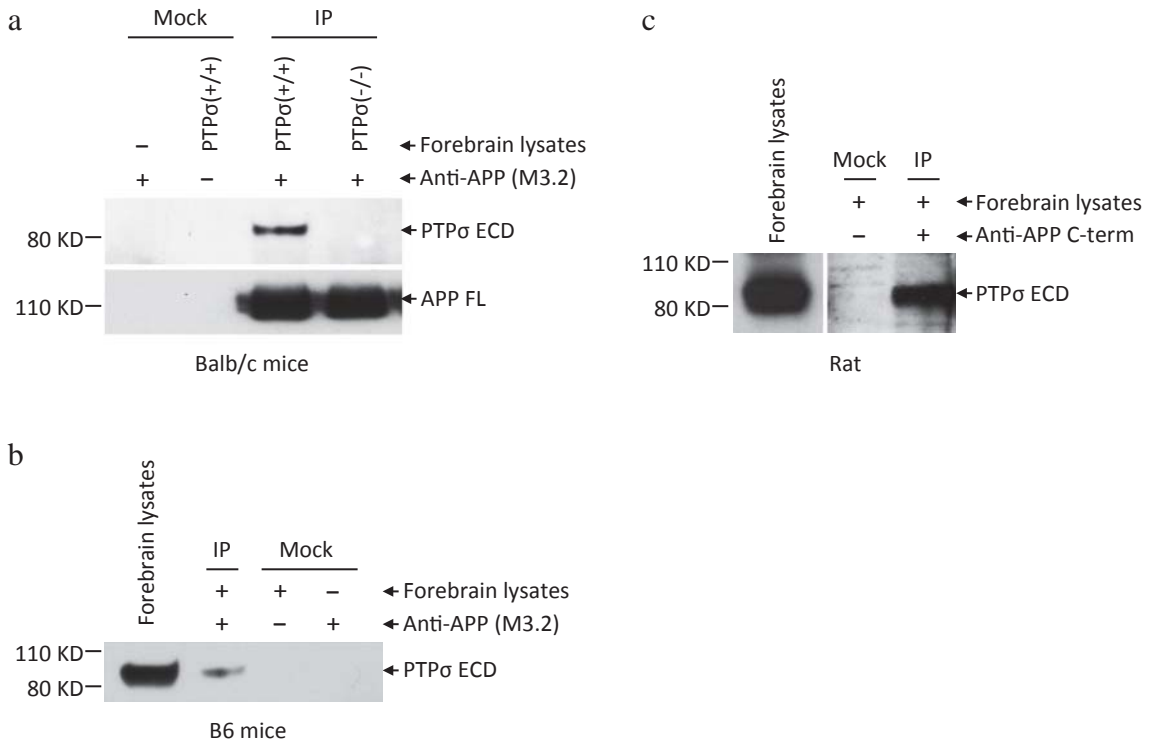 a
Mock IP
PTPσ(+/+) PTPσ(+/+) PTPσ(-/-)
– Forebrain lysates
+ – + + Anti-APP (M3.2)
80 KD PTPσ ECD
110 KD APP FL
Balb/c mice
b
Forebrain lysates
IP Mock
+ + – Forebrain lysates
+ – + Anti-APP (M3.2)
110 KD
PTPσ ECD
80 KD
B6 mice
c
Forebrain lysates
Mock IP
+ + Forebrain lysates
– + Anti-APP C-term
110 KD
PTPσ ECD
80 KD
Rat